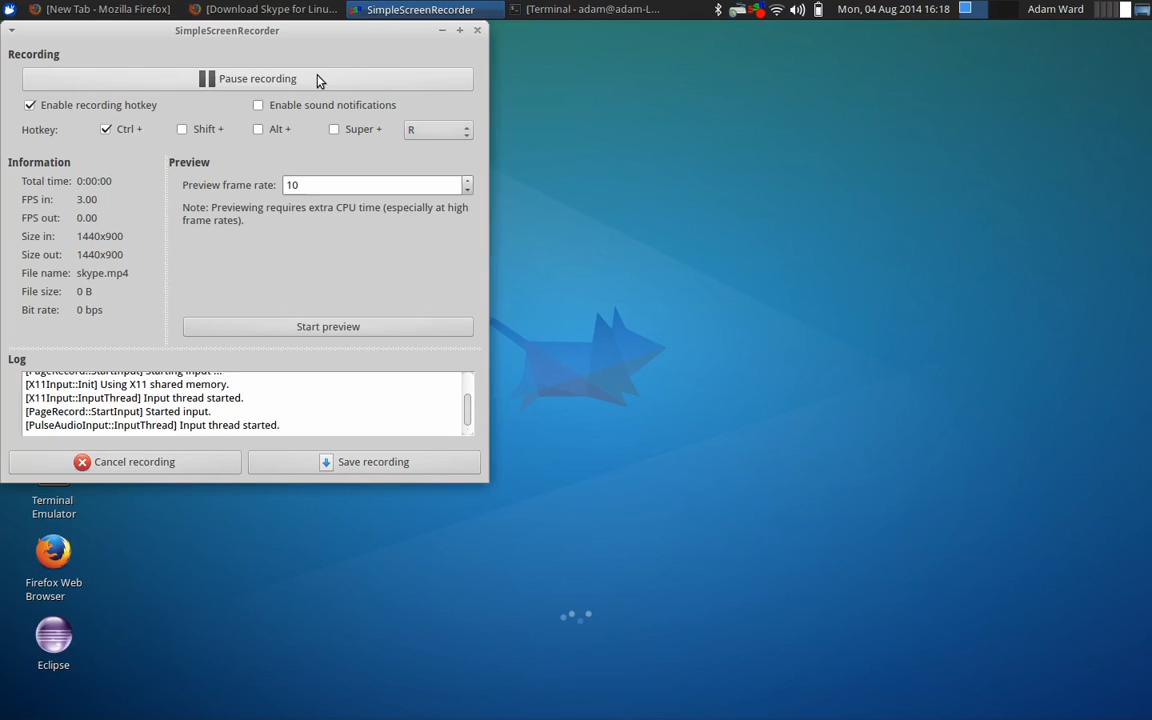 [New Tab - Mozilla Firefox]
[Download Skype for Linu...
SimpleScreenRecorder
[Terminal - adam@adam-L...
Mon, 04 Aug 2014 16:18
Adam Ward
SimpleScreenRecorder
Recording
Pause recording
Enable recording hotkey
Enable sound notifications
Hotkey:
Ctrl +
Shift +
Alt +
Super +
R
Information
Total time: 0:00:00
FPS in: 3.00
FPS out: 0.00
Size in: 1440x900
Size out: 1440x900
File name: skype.mp4
File size: 0 B
Bit rate: 0 bps
Preview
Preview frame rate: 10
Note: Previewing requires extra CPU time (especially at high
frame rates).
Start preview
Log
[PageRecord::StartInput] Starting input ...
[X11Input::Init] Using X11 shared memory.
[X11Input::InputThread] Input thread started.
[PageRecord::StartInput] Started input.
[PulseAudioInput::InputThread] Input thread started.
Cancel recording
Save recording
Terminal
Emulator
Firefox Web
Browser
Eclipse